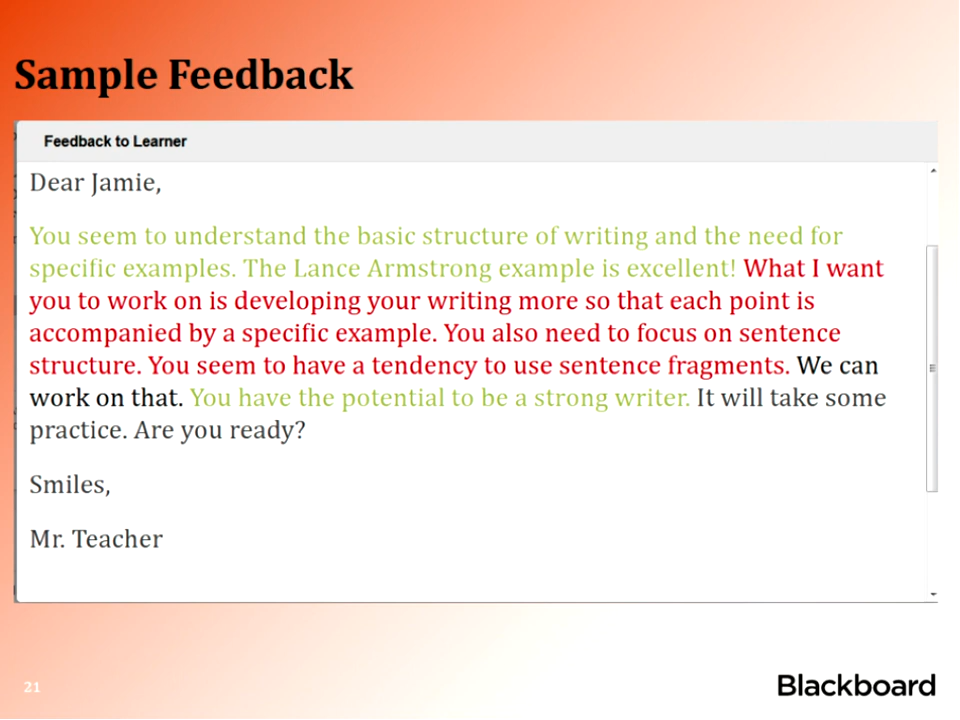 Sample Feedback
Feedback to Learner
Dear Jamie,
You seem to understand the basic structure of writing and the need for
specific examples. The Lance Armstrong example is excellent! What I want
you to work on is developing your writing more so that each point is
accompanied by a specific example. You also need to focus on sentence
structure. You seem to have a tendency to use sentence fragments. We can
work on that. You have the potential to be a strong writer. It will take some
practice. Are you ready?
Smiles,
Mr. Teacher
21
Blackboard